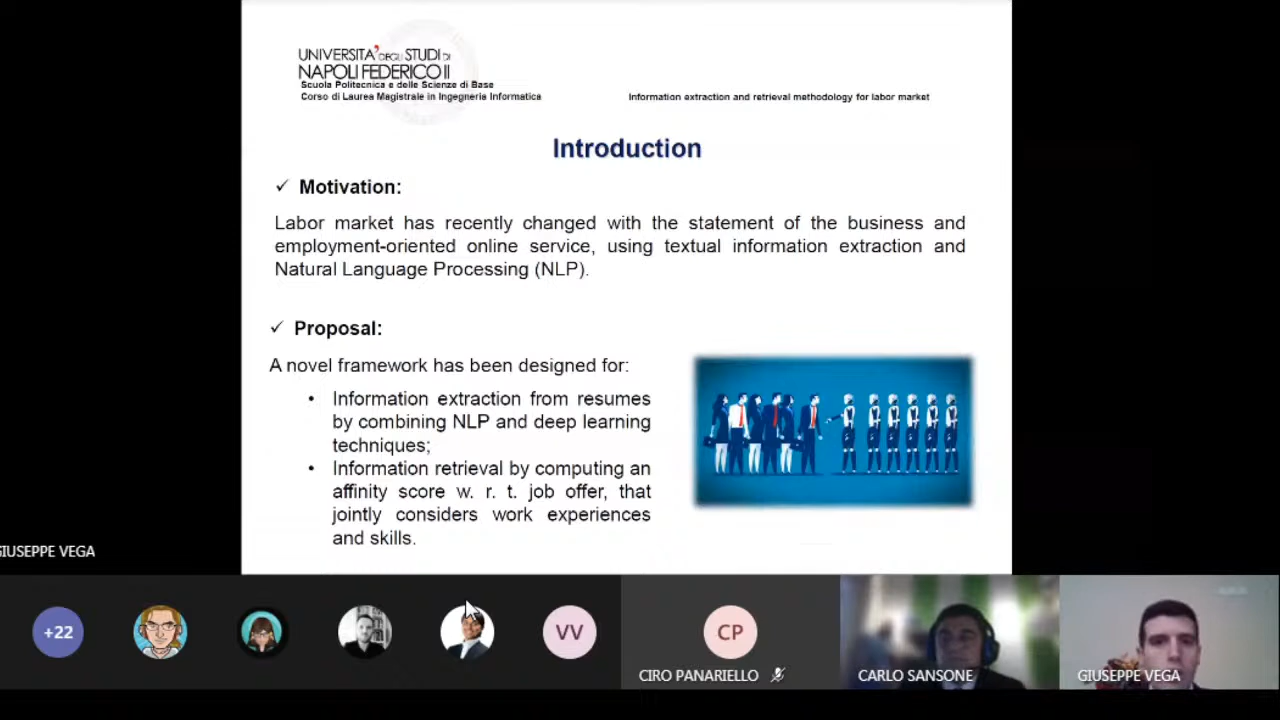 UNIVERSITA' DEGLI STUDI DI
NAPOLI FEDERICO II
Scuola Politecnica e delle Scienze di Base
Corso di Laurea Magistrale in Ingegneria Informatica
Information extraction and retrieval methodology for labor market
Introduction
✓ Motivation:
Labor market has recently changed with the statement of the business and
employment-oriented online service, using textual information extraction and
Natural Language Processing (NLP).
✓ Proposal:
A novel framework has been designed for:
• Information extraction from resumes
by combining NLP and deep learning
techniques;
• Information retrieval by computing an
affinity score w. r. t. job offer, that
jointly considers work experiences
and skills.
GIUSEPPE VEGA
+22
VV
CP
CIRO PANARIELLO
CARLO SANSONE
GIUSEPPE VEGA